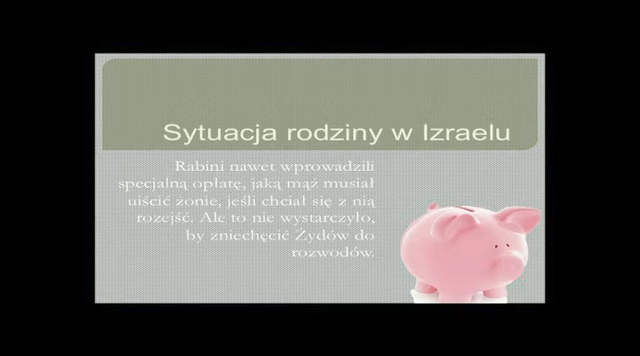 Sytuacja rodziny w Izraelu
Rabini nawet wprowadzili
specjalną opłatę, jaką mąż musiał
uiścić żonie, jeśli chciał się z nią
rozejść. Ale to nie wystarczyło,
by zniechęcić Żydów do
rozwodów.